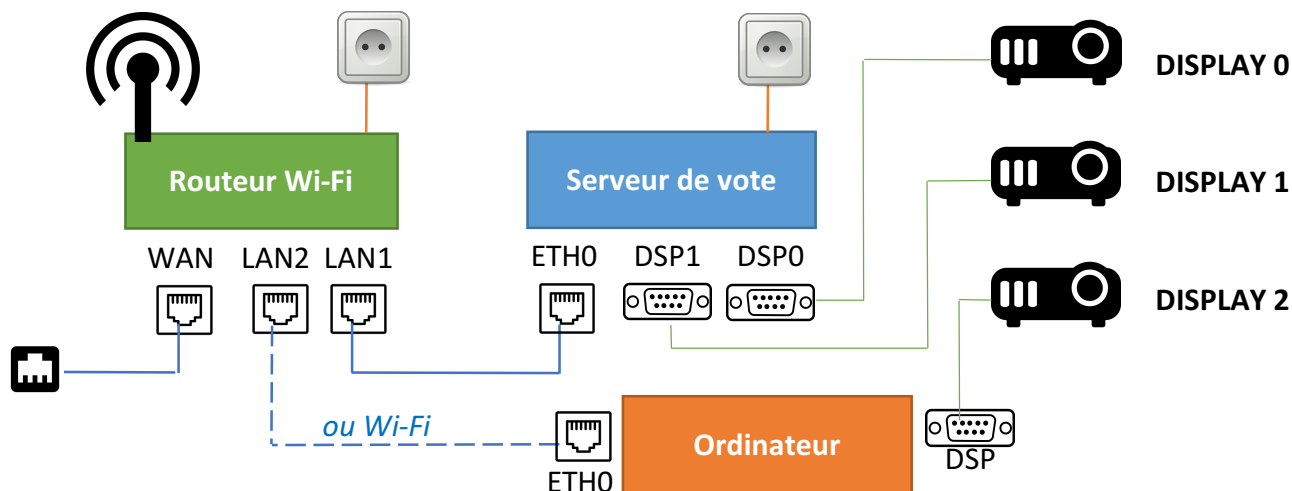 DISPLAY 0
Routeur Wi-Fi
Serveur de vote
DISPLAY 1
WAN LAN2 LAN1
ETH0 DSP1 DSP0
DISPLAY 2
ou Wi-Fi
Ordinateur
DSP
ETH0